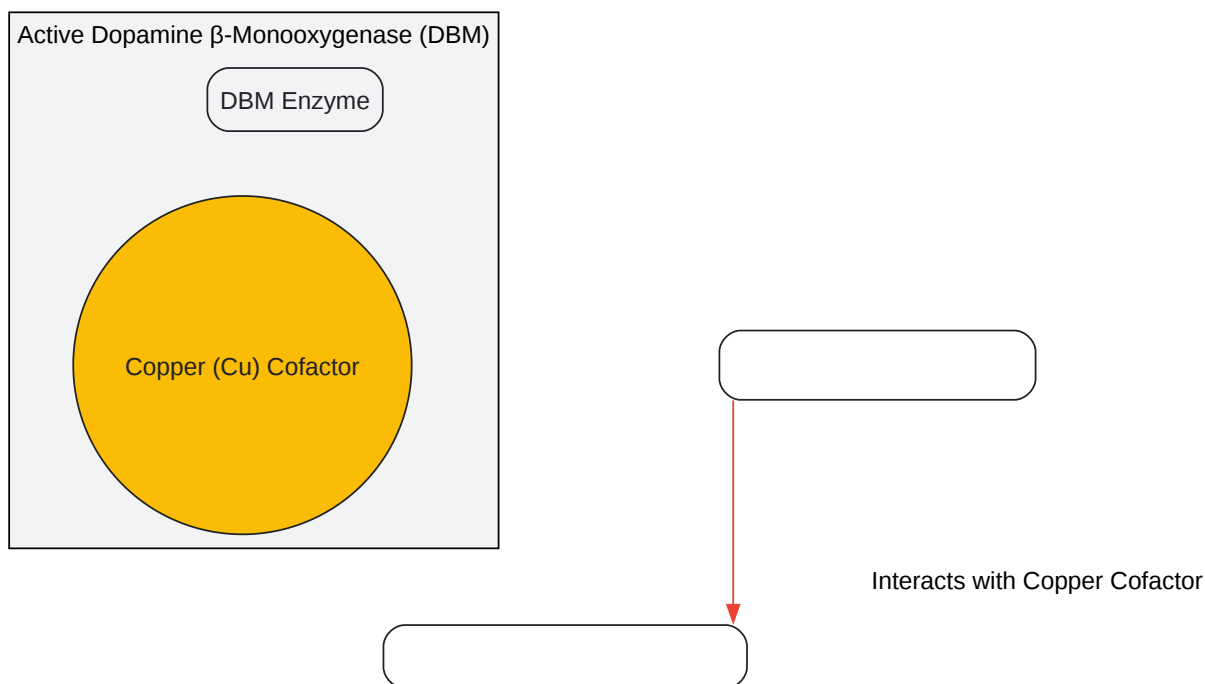 Active Dopamine β-Monooxygenase (DBM)
DBM Enzyme
Copper (Cu) Cofactor
Interacts with Copper Cofactor